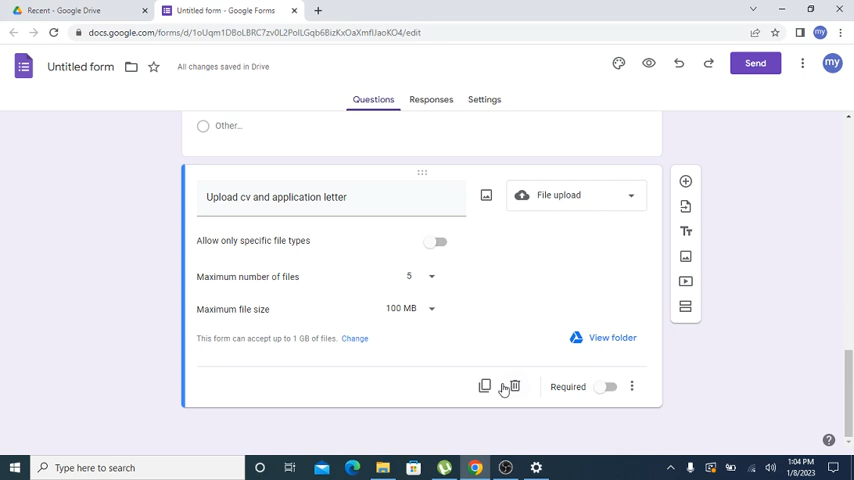 Recent - Google Drive
Untitled form - Google Forms
docs.google.com/forms/d/1oUqm1DBoLBRC7zv0L2PoILGqb6BizKxOaXmflJaoKO4/edit
my
Untitled form
All changes saved in Drive
Send
my
Questions
Responses
Settings
Other...
Upload cv and application letter
File upload
Allow only specific file types
Maximum number of files
5
Maximum file size
100 MB
This form can accept up to 1 GB of files. Change
View folder
Required
Type here to search
1:04 PM
1/8/2023